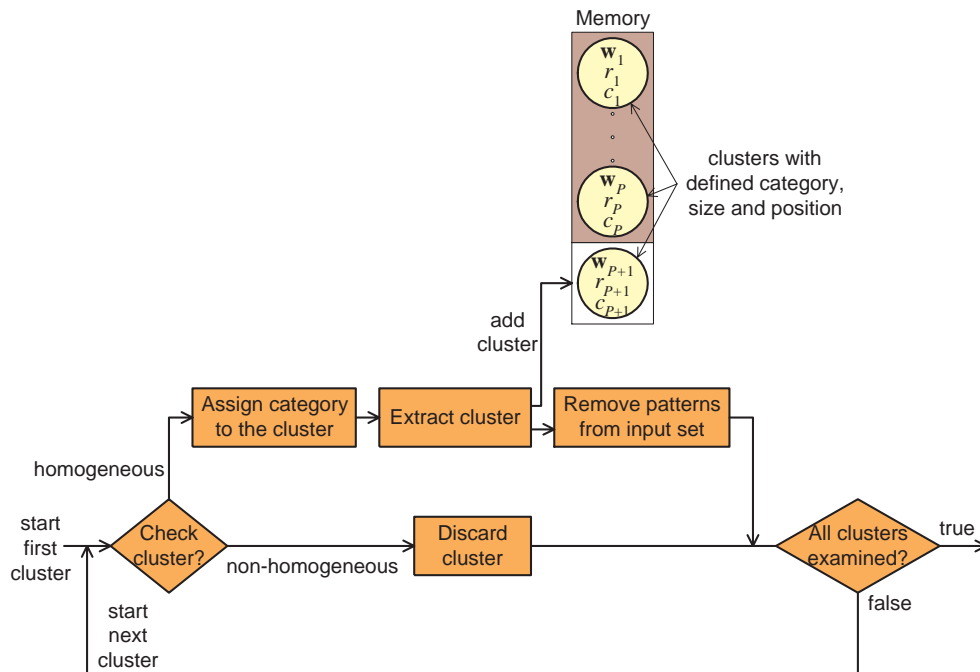 Memory
w1
r1
c1
wP
rP
cP
clusters with
defined category,
size and position
wP+1
rP+1
cP+1
add
cluster
Assign category
to the cluster
Extract cluster
Remove patterns
from input set
homogeneous
start
first
cluster
Check
cluster?
non-homogeneous
Discard
cluster
All clusters
examined?
true
false
start
next
cluster